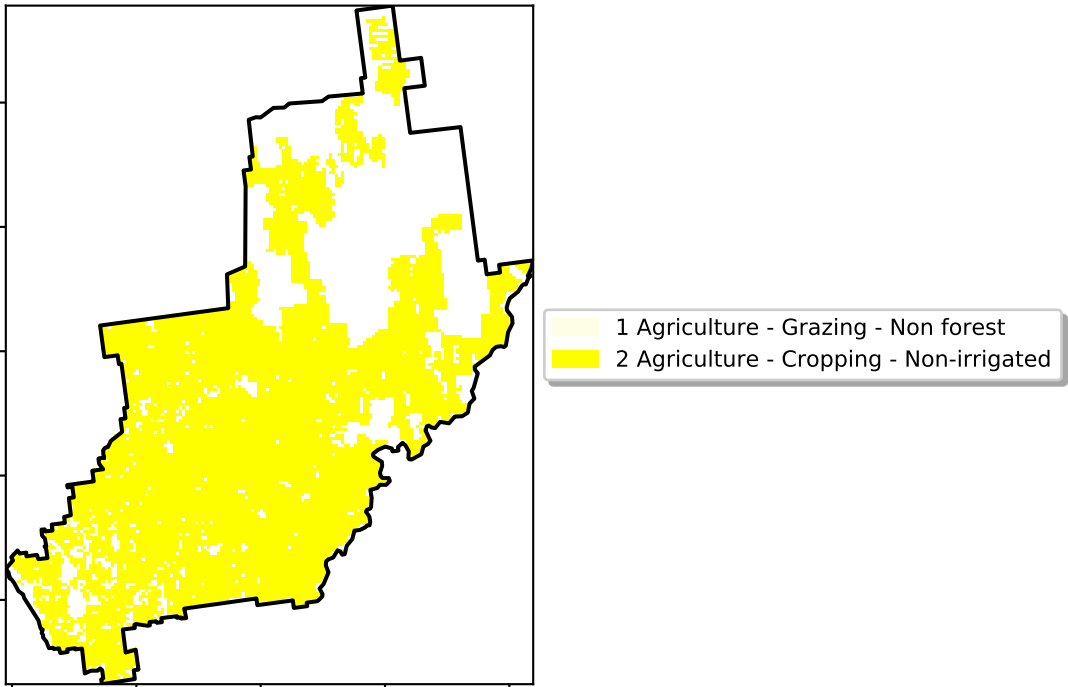 1 Agriculture - Grazing - Non forest
2 Agriculture - Cropping - Non-irrigated